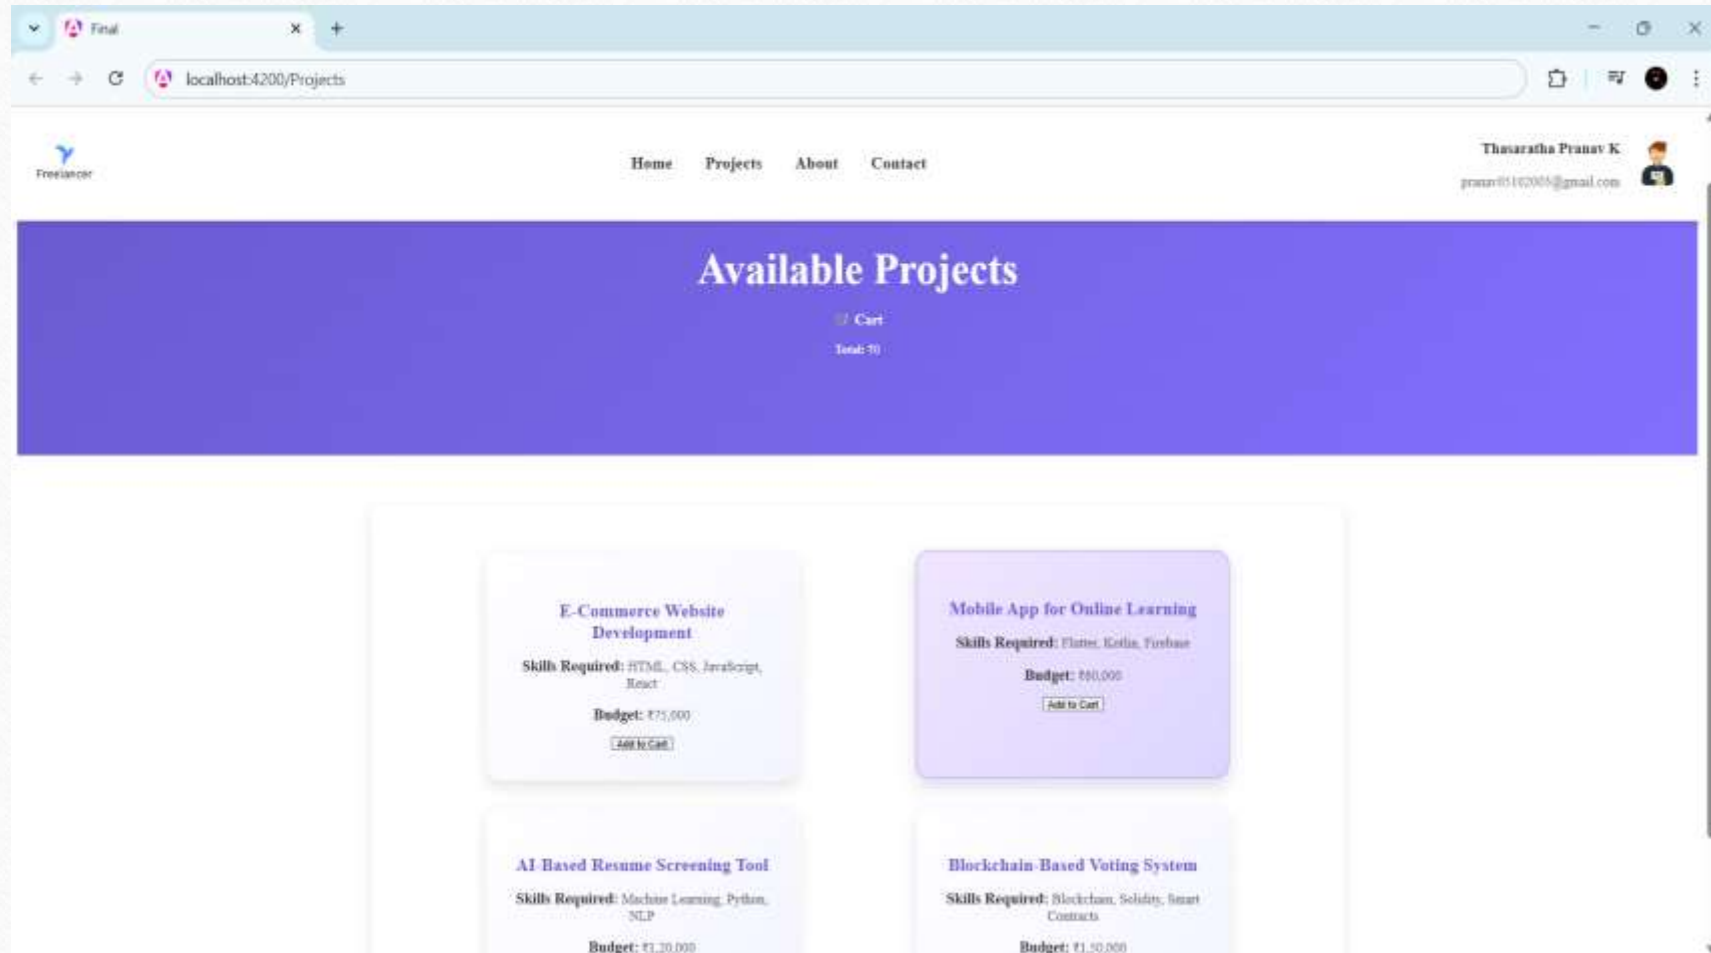 Final
localhost:4200/Projects
Freelancer
Home Projects About Contact
Thasaratha Pranav K
Available Projects
Cart
Total: ₹0
E-Commerce Website
Development
Skills Required: HTML, CSS, JavaScript,
React
Budget: ₹75,000
Add to Cart
Mobile App for Online Learning
Skills Required: Flutter, Kotlin, Firebase
Budget:
Add to Cart
AI-Based Resume Screening Tool
Skills Required: Machine Learning, Python,
NLP
Budget: ₹1,20,000
Blockchain-Based Voting System
Skills Required: Blockchain, Solidity, Smart
Contracts
Budget: ₹1,50,000